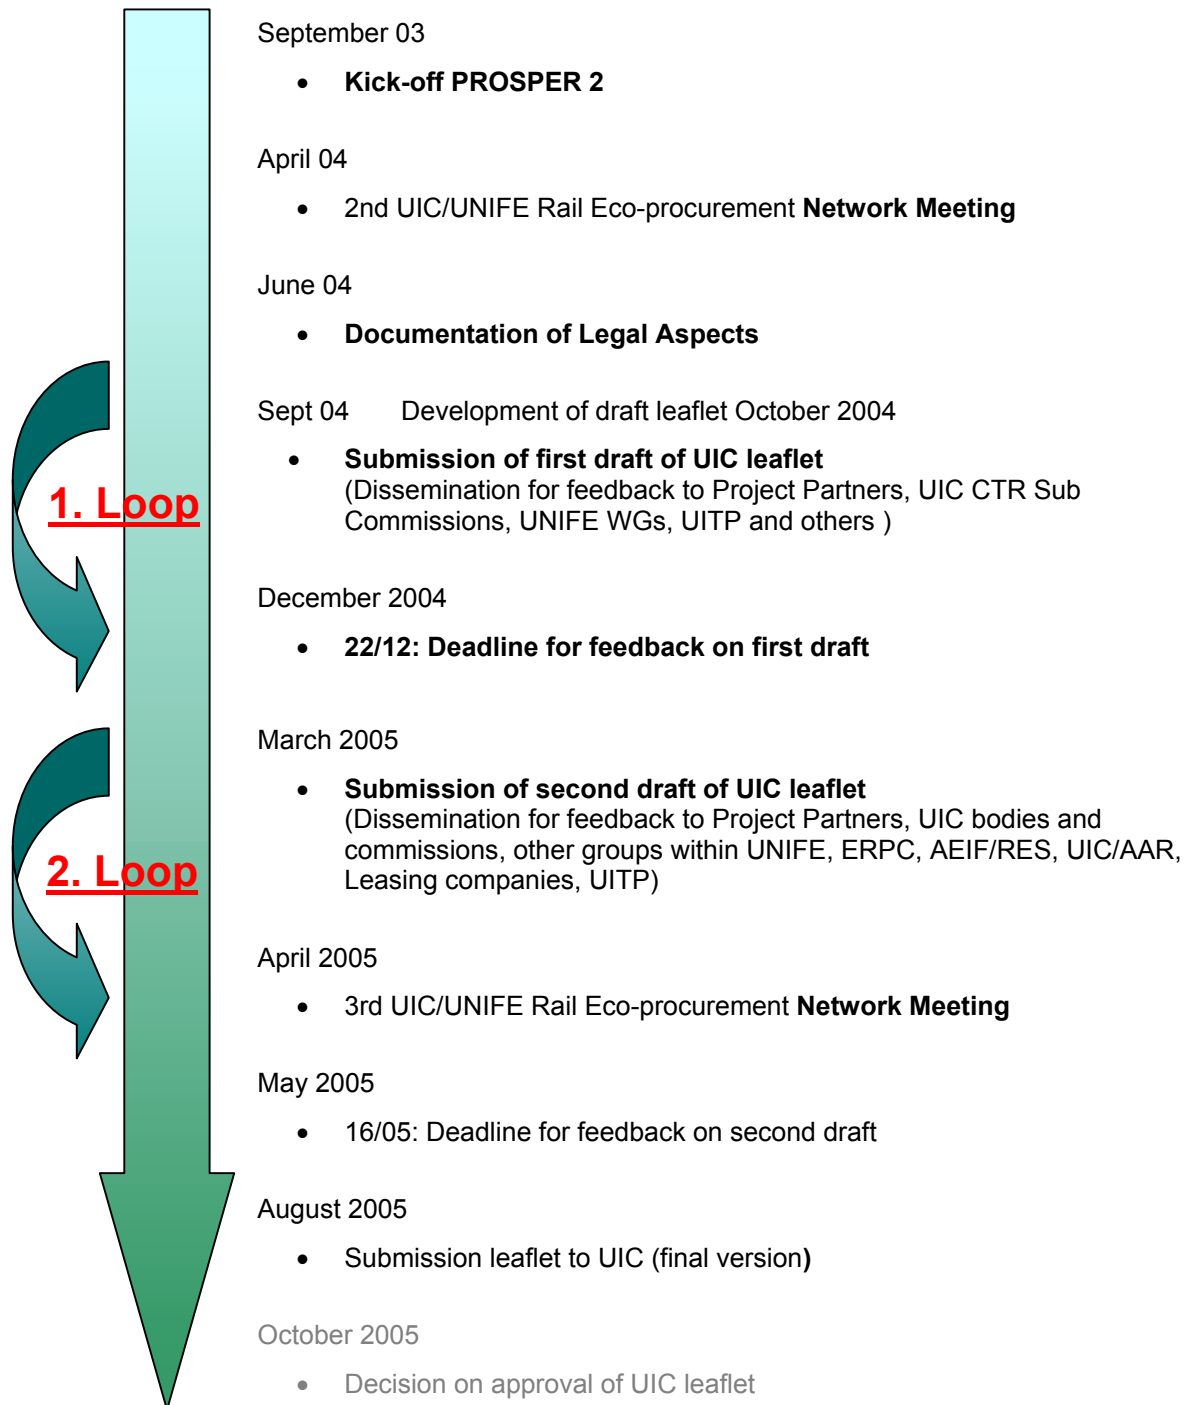 September 03
• Kick-off PROSPER 2
April 04
• 2nd UIC/UNIFE Rail Eco-procurement Network Meeting
June 04
• Documentation of Legal Aspects
Sept 04 Development of draft leaflet October 2004
• Submission of first draft of UIC leaflet
(Dissemination for feedback to Project Partners, UIC CTR Sub
Commissions, UNIFE WGs, UITP and others )
1. Loop
December 2004
• 22/12: Deadline for feedback on first draft
March 2005
• Submission of second draft of UIC leaflet
(Dissemination for feedback to Project Partners, UIC bodies and
commissions, other groups within UNIFE, ERPC, AEIF/RES, UIC/AAR,
Leasing companies, UITP)
2. Loop
April 2005
• 3rd UIC/UNIFE Rail Eco-procurement Network Meeting
May 2005
• 16/05: Deadline for feedback on second draft
August 2005
• Submission leaflet to UIC (final version)
October 2005
• Decision on approval of UIC leaflet